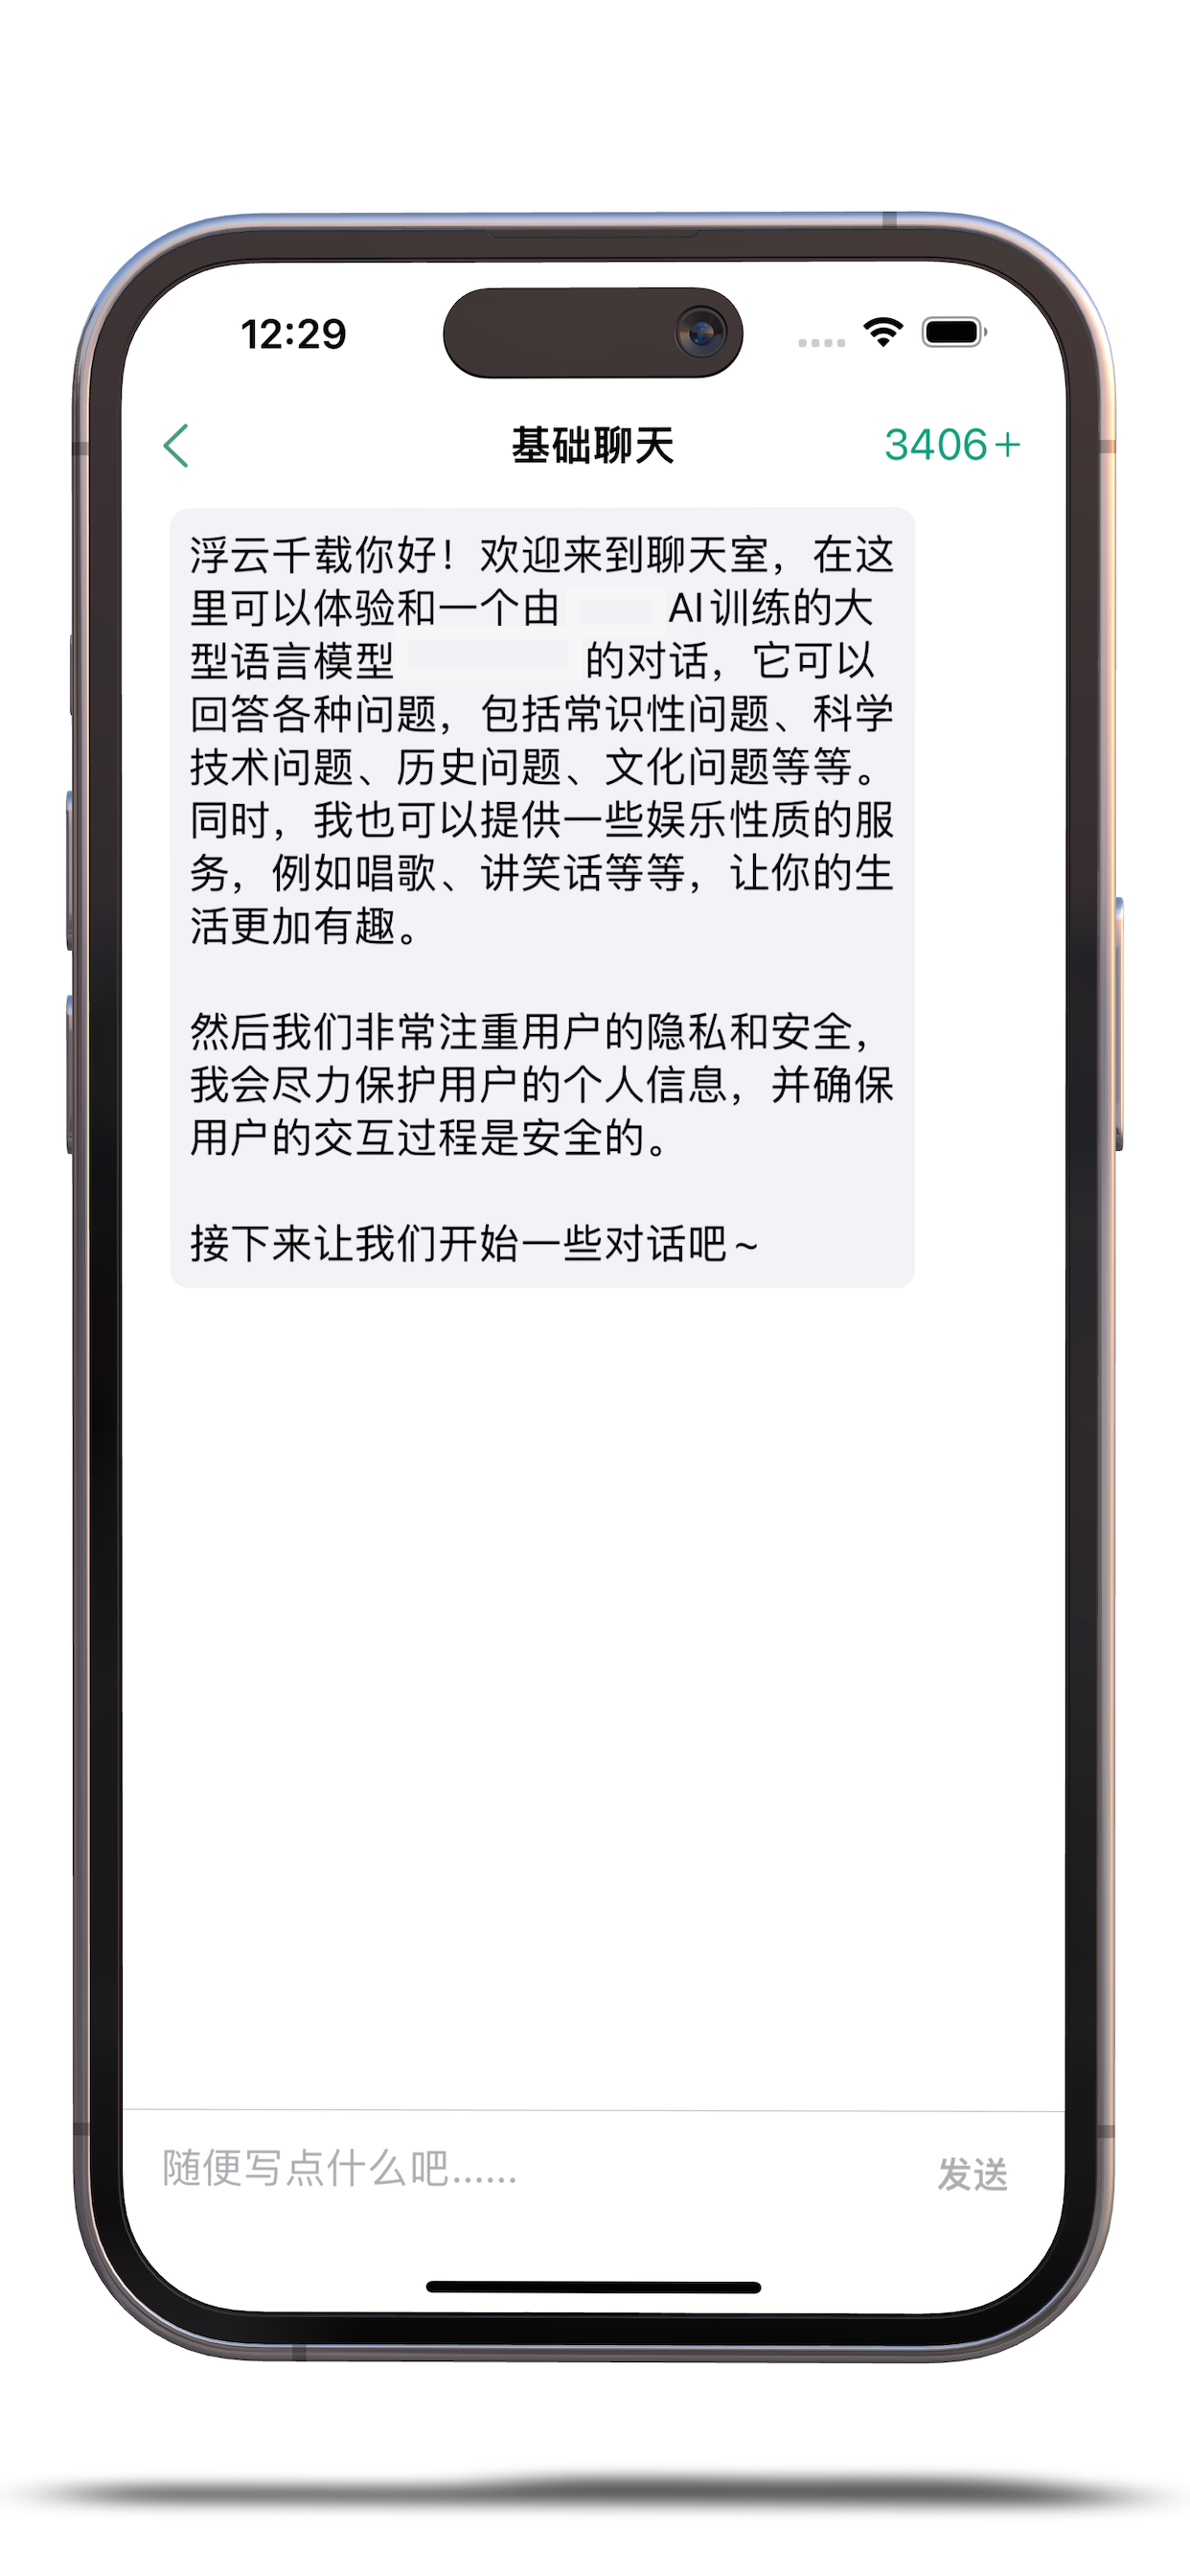 12:29
基础聊天
3406+
浮云千载你好！欢迎来到聊天室，在这
里可以体验和一个由 AI训练的大
型语言模型 的对话，它可以
回答各种问题，包括常识性问题、科学
技术问题、历史问题、文化问题等等。
同时，我也可以提供一些娱乐性质的服
务，例如唱歌、讲笑话等等，让你的生
活更加有趣。
然后我们非常注重用户的隐私和安全，
我会尽力保护用户的个人信息，并确保
用户的交互过程是安全的。
接下来让我们开始一些对话吧~
随便写点什么吧......
发送